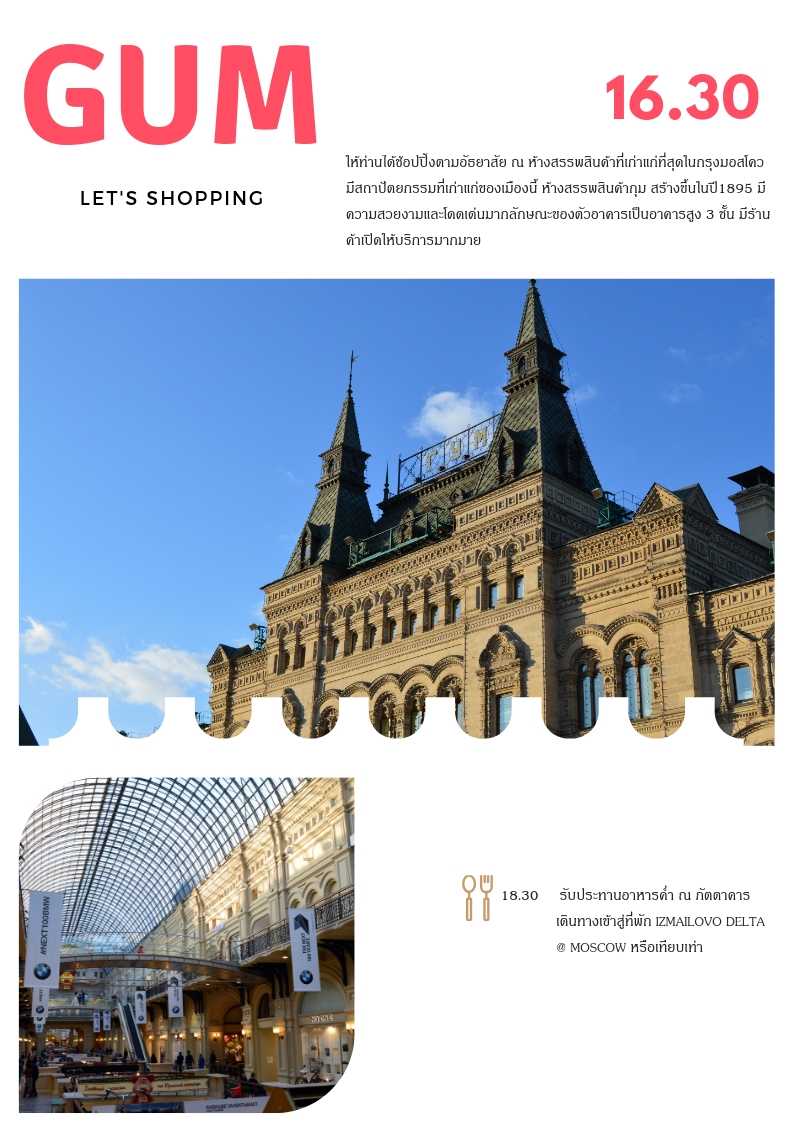 GUM
LET'S SHOPPING
16.30
ให้ท่านได้ช้อปปิ้งตามอัธยาสัย ณ ห้างสรรพสินค้าที่เก่าแก่ที่สุดในกรุงมอสโคว
มีสถาปัตยกรรมที่เก่าแก่ของเมืองนี้ ห้างสรรพสินค้ากุม สร้างขึ้นในปี1895 มี
ความสวยงามและโดดเด่นมากลักษณะของตัวอาคารเป็นอาคารสูง 3 ชั้น มีร้าน
ค้าเปิดให้บริการมากมาย
ГУМ
#NEXT100BMW
THE NEXT
100 YEARS
18.30 รับประทานอาหารค่ำ ณ ภัตตาคาร
เดินทางเข้าสู่ที่พัก IZMAILOVO DELTA
@ MOSCOW หรือเทียบเท่า